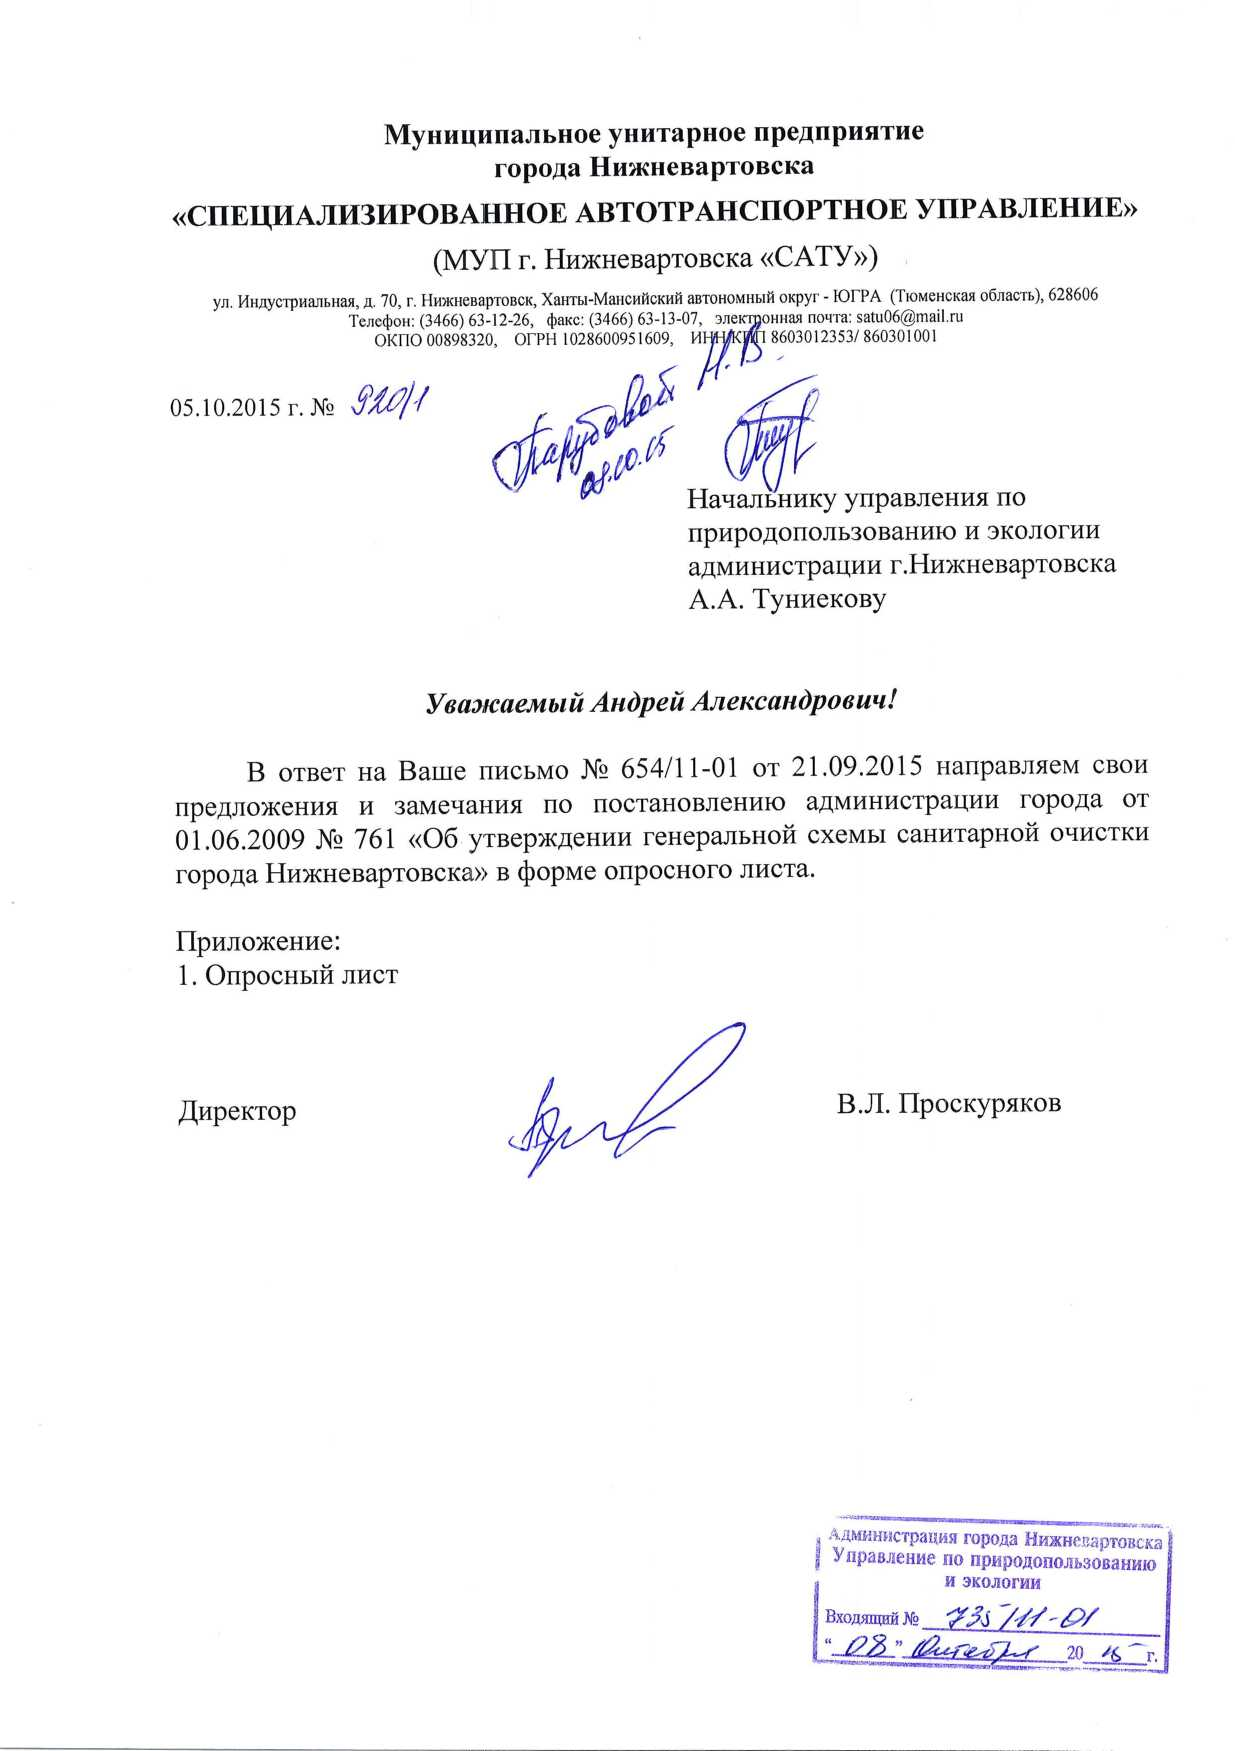 Муниципальное унитарное предприятие
города Нижневартовска
«СПЕЦИАЛИЗИРОВАННОЕ АВТОТРАНСПОРТНОЕ УПРАВЛЕНИЕ»
(МУП г. Нижневартовска «САТУ»)
ул. Индустриальная, д. 70, г. Нижневартовск, Ханты-Мансийский автономный округ - ЮГРА (Тюменская область), 628606
Телефон: (3466) 63-12-26, факс: (3466) 63-13-07, электронная почта: satu06@mail.ru
ОКПО 00898320, ОГРН 1028600951609, ИНН/КПП 8603012353/ 860301001
05.10.2015 г. № 920/1
Парубовой Н.В.
08.10.15
Начальнику управления по
природопользованию и экологии
администрации г.Нижневартовска
А.А. Туниекову
Уважаемый Андрей Александрович!
В ответ на Ваше письмо № 654/11-01 от 21.09.2015 направляем свои
предложения и замечания по постановлению администрации города от
01.06.2009 № 761 «Об утверждении генеральной схемы санитарной очистки
города Нижневартовска» в форме опросного листа.
Приложение:
1. Опросный лист
Директор В.Л. Проскуряков
Администрация города Нижневартовска
Управление по природопользованию
и экологии
Входящий № 735/11-01
“ 08 ” Октября 20 15 г.